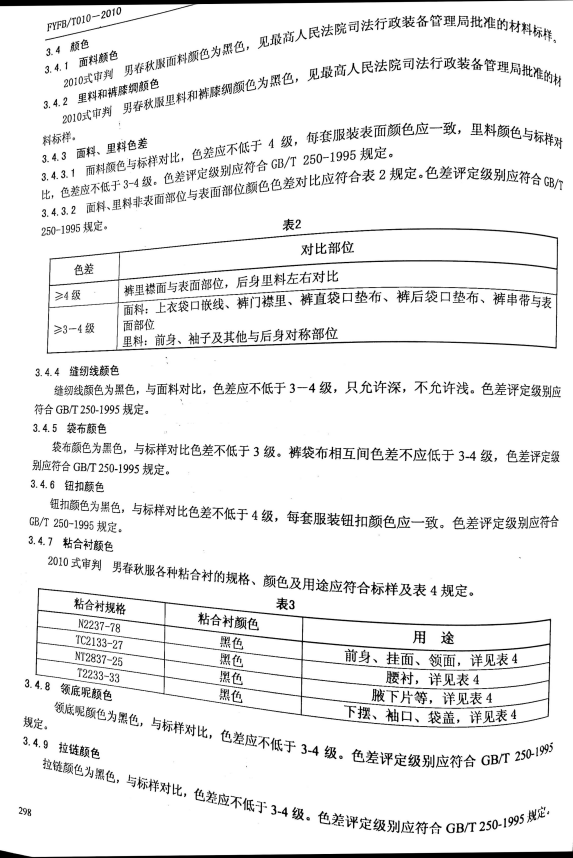 FYFB/T010—2010
3.4 颜色
3.4.1 面料颜色
2010式审判 男春秋服面料颜色为黑色，见最高人民法院司法行政装备管理局批准的材料标样。
3.4.2 里料和裤膝绸颜色
2010式审判 男春秋服里料和裤膝绸颜色为黑色，见最高人民法院司法行政装备管理局批准的材
料标样。
3.4.3 面料、里料色差
3.4.3.1 面料颜色与标样对比，色差应不低于 4 级，每套服装表面颜色应一致，里料颜色与标样对
比，色差应不低于 3-4 级。色差评定级别应符合 GB/T 250-1995 规定。
3.4.3.2 面料、里料非表面部位与表面部位颜色色差对比应符合表 2 规定。色差评定级别应符合 GB/T
250-1995 规定。
表2
色差 对比部位
≥4 级 裤里襟面与表面部位，后身里料左右对比
≥3—4 级 面料：上衣袋口嵌线、裤门襟里、裤直袋口垫布、裤后袋口垫布、裤串带与表
面部位
里料：前身、袖子及其他与后身对称部位
3.4.4 缝纫线颜色
缝纫线颜色为黑色，与面料对比，色差应不低于 3—4 级，只允许深，不允许浅。色差评定级别应
符合 GB/T 250-1995 规定。
3.4.5 袋布颜色
袋布颜色为黑色，与标样对比色差不低于 3 级。裤袋布相互间色差不应低于 3-4 级，色差评定级
别应符合 GB/T 250-1995 规定。
3.4.6 钮扣颜色
钮扣颜色为黑色，与标样对比色差不低于 4 级，每套服装钮扣颜色应一致。色差评定级别应符合
GB/T 250-1995 规定。
3.4.7 粘合衬颜色
2010 式审判 男春秋服各种粘合衬的规格、颜色及用途应符合标样及表 4 规定。
表3
粘合衬规格 粘合衬颜色 用 途
N2237-78 黑色 前身、挂面、领面，详见表 4
TC2133-27 黑色 腰衬，详见表 4
NT2837-25 黑色 腋下片等，详见表 4
T2233-33 黑色 下摆、袖口、袋盖，详见表 4
3.4.8 领底呢颜色
领底呢颜色为黑色，与标样对比，色差应不低于 3-4 级。色差评定级别应符合 GB/T 250-1995
规定。
3.4.9 拉链颜色
拉链颜色为黑色，与标样对比，色差应不低于 3-4 级。色差评定级别应符合 GB/T 250-1995 规定。
298